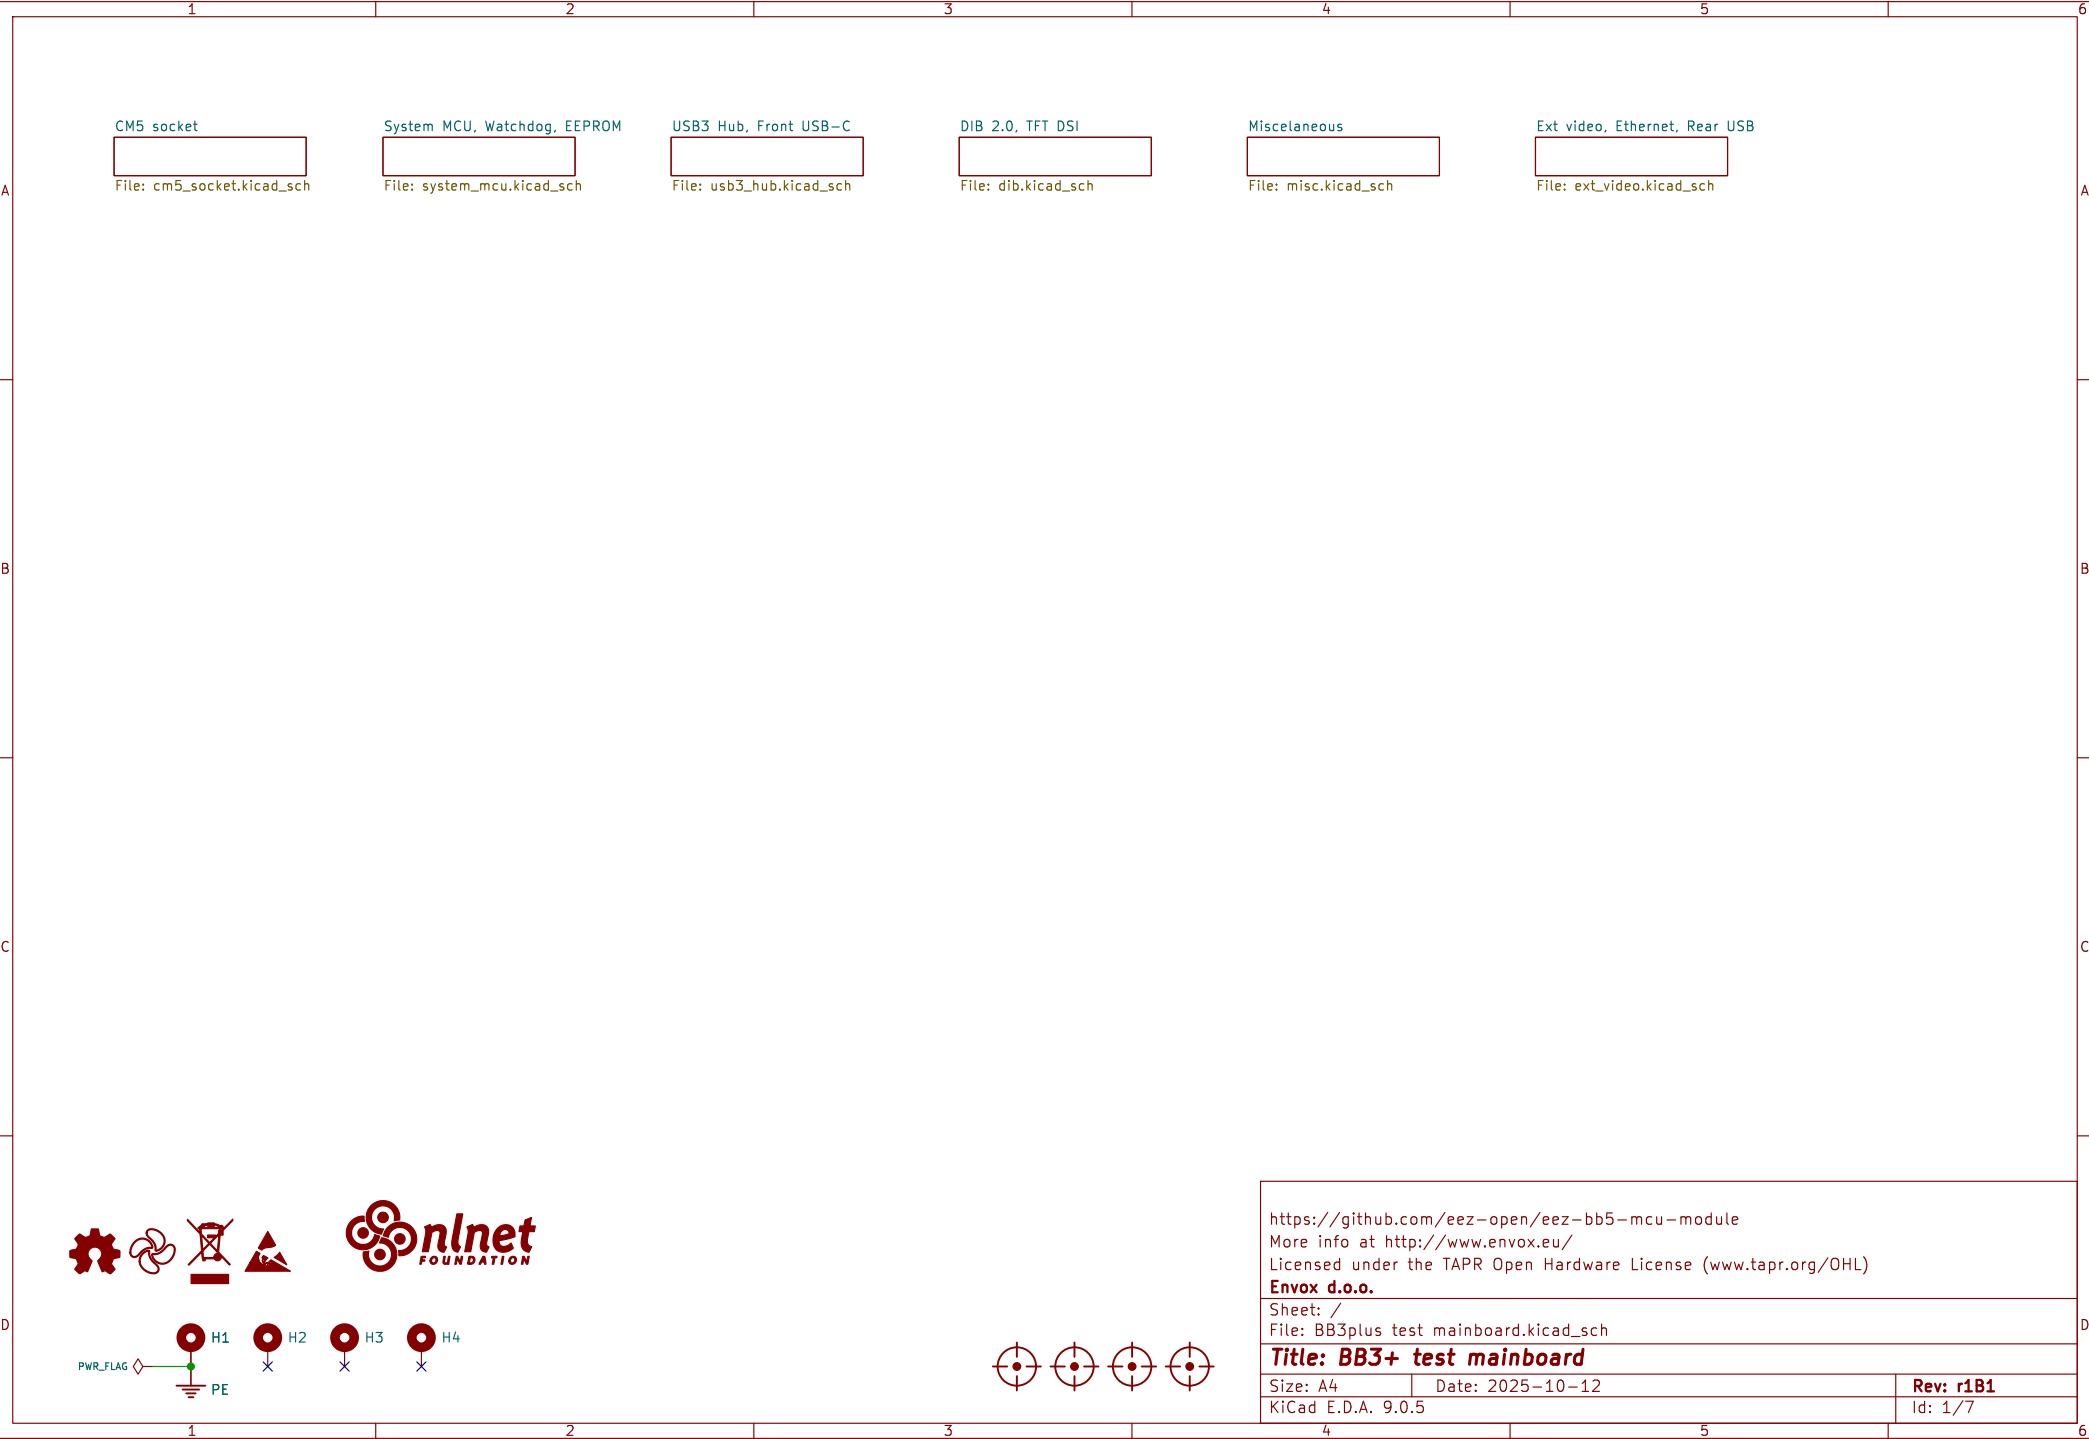 1 2 3 4 5 6
CM5 socket
File: cm5_socket.kicad_sch
System MCU, Watchdog, EEPROM
File: system_mcu.kicad_sch
USB3 Hub, Front USB-C
File: usb3_hub.kicad_sch
DIB 2.0, TFT DSI
File: dib.kicad_sch
Miscelaneous
File: misc.kicad_sch
Ext video, Ethernet, Rear USB
File: ext_video.kicad_sch
A A
B B
C C
D D
nlnet
FOUNDATION
H1 H2 H3 H4
PWR_FLAG
PE
https://github.com/eez-open/eez-bb5-mcu-module
More info at http://www.envox.eu/
Licensed under the TAPR Open Hardware License (www.tapr.org/OHL)
Envox d.o.o.
Sheet: /
File: BB3plus test mainboard.kicad_sch
Title: BB3+ test mainboard
Size: A4 Date: 2025-10-12 Rev: r1B1
KiCad E.D.A. 9.0.5 Id: 1/7
1 2 3 4 5 6